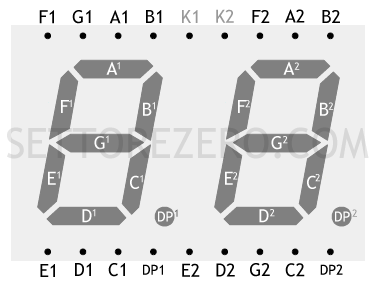 F1 G1 A1 B1 K1 K2 F2 A2 B2
A¹ A²
F¹ B¹ F² B²
SETTOREZERO.COM
G¹ G²
E¹ C¹ E² C²
D¹ DP¹ D² DP²
E1 D1 C1 DP1 E2 D2 G2 C2 DP2